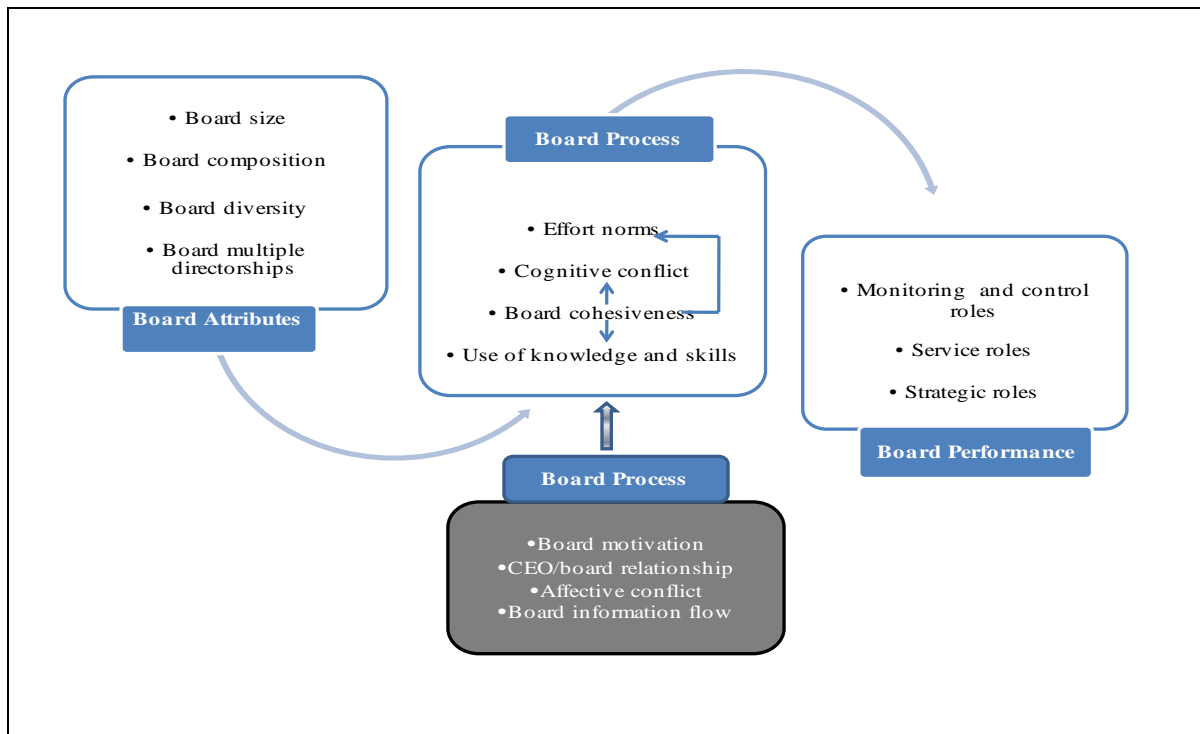 • Board size
• Board composition
• Board diversity
• Board multiple
directorships
Board Attributes
Board Process
• Effort norms
• Cognitive conflict
• Board cohesiveness
• Use of knowledge and skills
Board Process
•Board motivation
•CEO/board relationship
•Affective conflict
•Board information flow
• Monitoring and control
roles
• Service roles
• Strategic roles
Board Performance